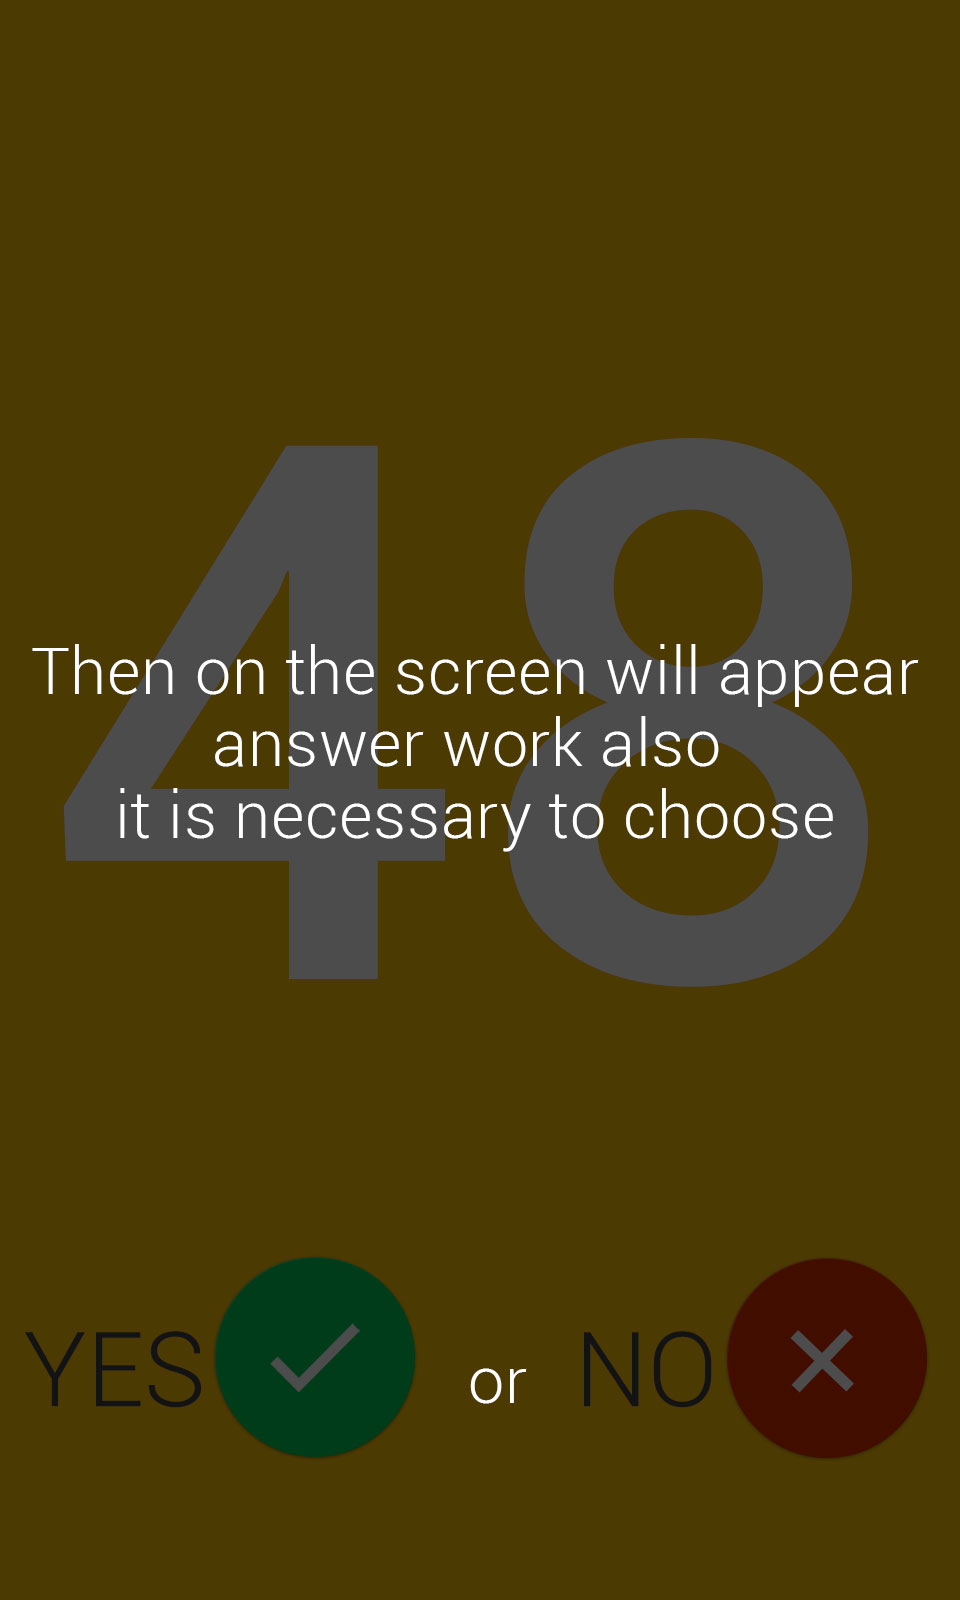 48
Then on the screen will appear
answer work also
it is necessary to choose
YES or NO